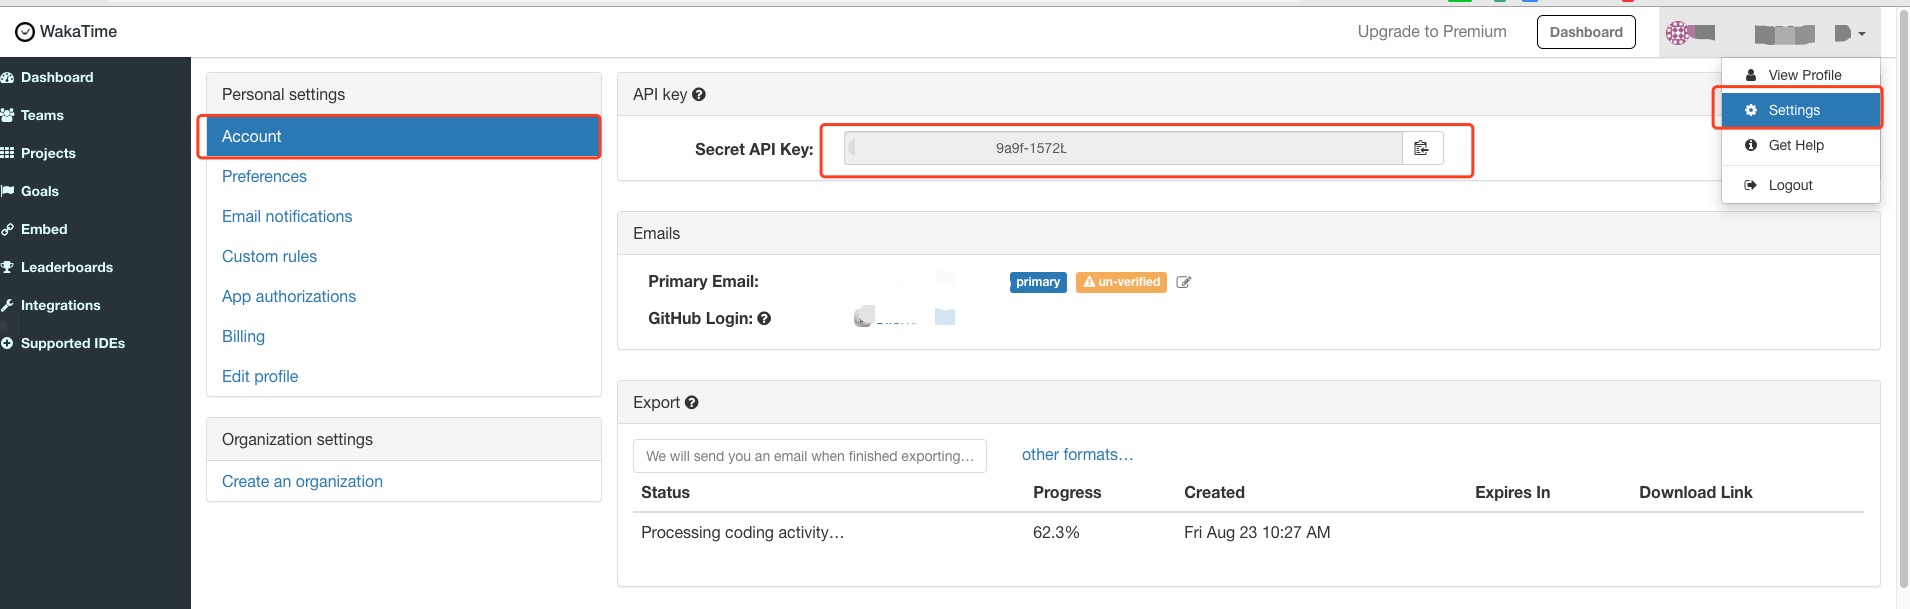 WakaTime
Upgrade to Premium
Dashboard
Dashboard
Teams
Projects
Goals
Embed
Leaderboards
Integrations
Supported IDEs
Personal settings
Account
Preferences
Email notifications
Custom rules
App authorizations
Billing
Edit profile
Organization settings
Create an organization
API key
Secret API Key: 9a9f-1572
View Profile
Settings
Get Help
Logout
Emails
Primary Email: primary un-verified
GitHub Login:
Export
We will send you an email when finished exporting...
other formats...
Status Progress Created Expires In Download Link
Processing coding activity... 62.3% Fri Aug 23 10:27 AM